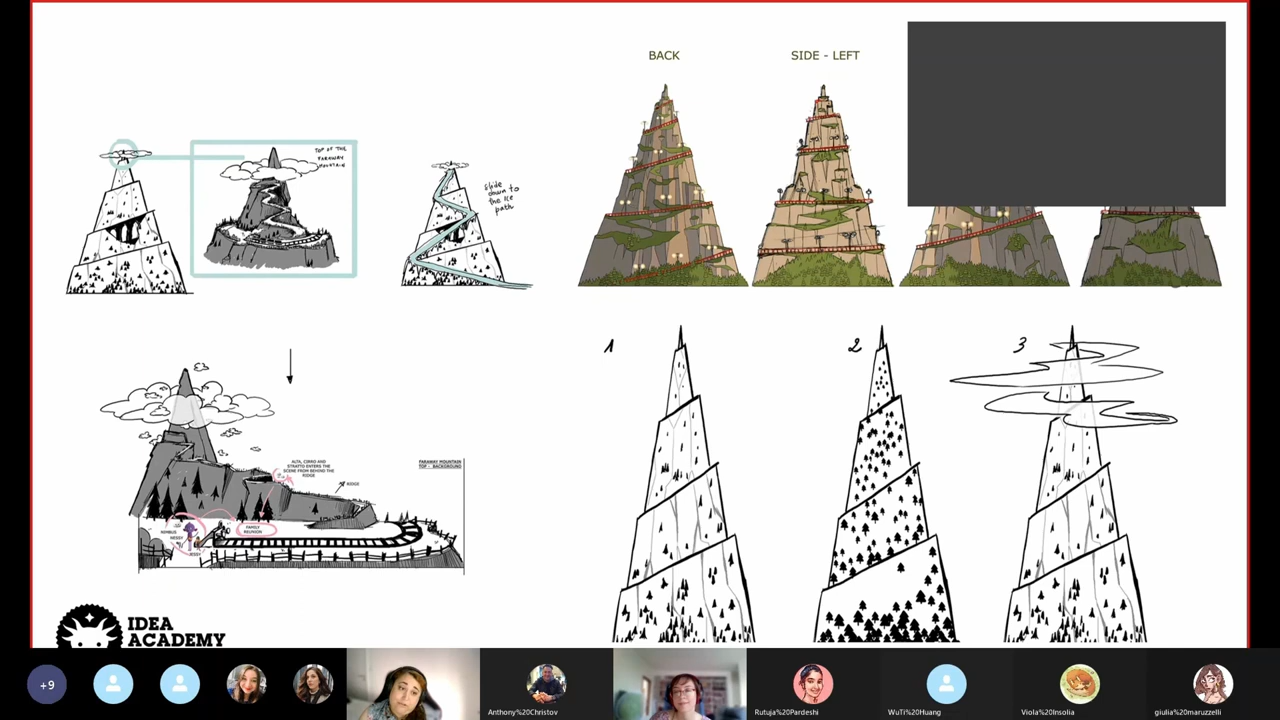 BACK
SIDE - LEFT
TOP OF THE
FARAWAY
MOUNTAIN
slide
down to
the ice
path
1
2
3
ALTA, CIRRO AND
STRATTO ENTERS THE
SCENE FROM BEHIND THE
RIDGE
FARAWAY MOUNTAIN
TOP - BACKGROUND
RIDGE
NIMBUS
NESSY
FAMILY
REUNION
IDEA
ACADEMY
+9
Anthony%20Christov
Rutuja%20Pardeshi
WuTi%20Huang
Viola%20Insolia
giulia%20maruzzelli